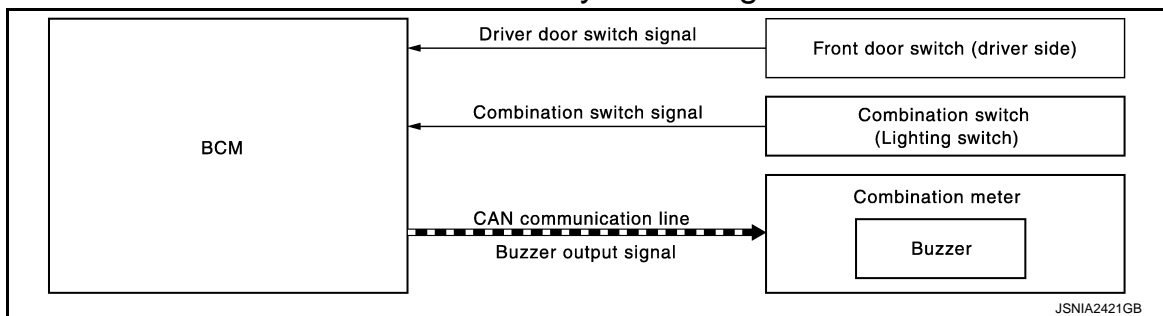 Driver door switch signal
Front door switch (driver side)
Combination switch signal
Combination switch
(Lighting switch)
BCM
Combination meter
CAN communication line
Buzzer output signal
Buzzer
JSNIA2421GB